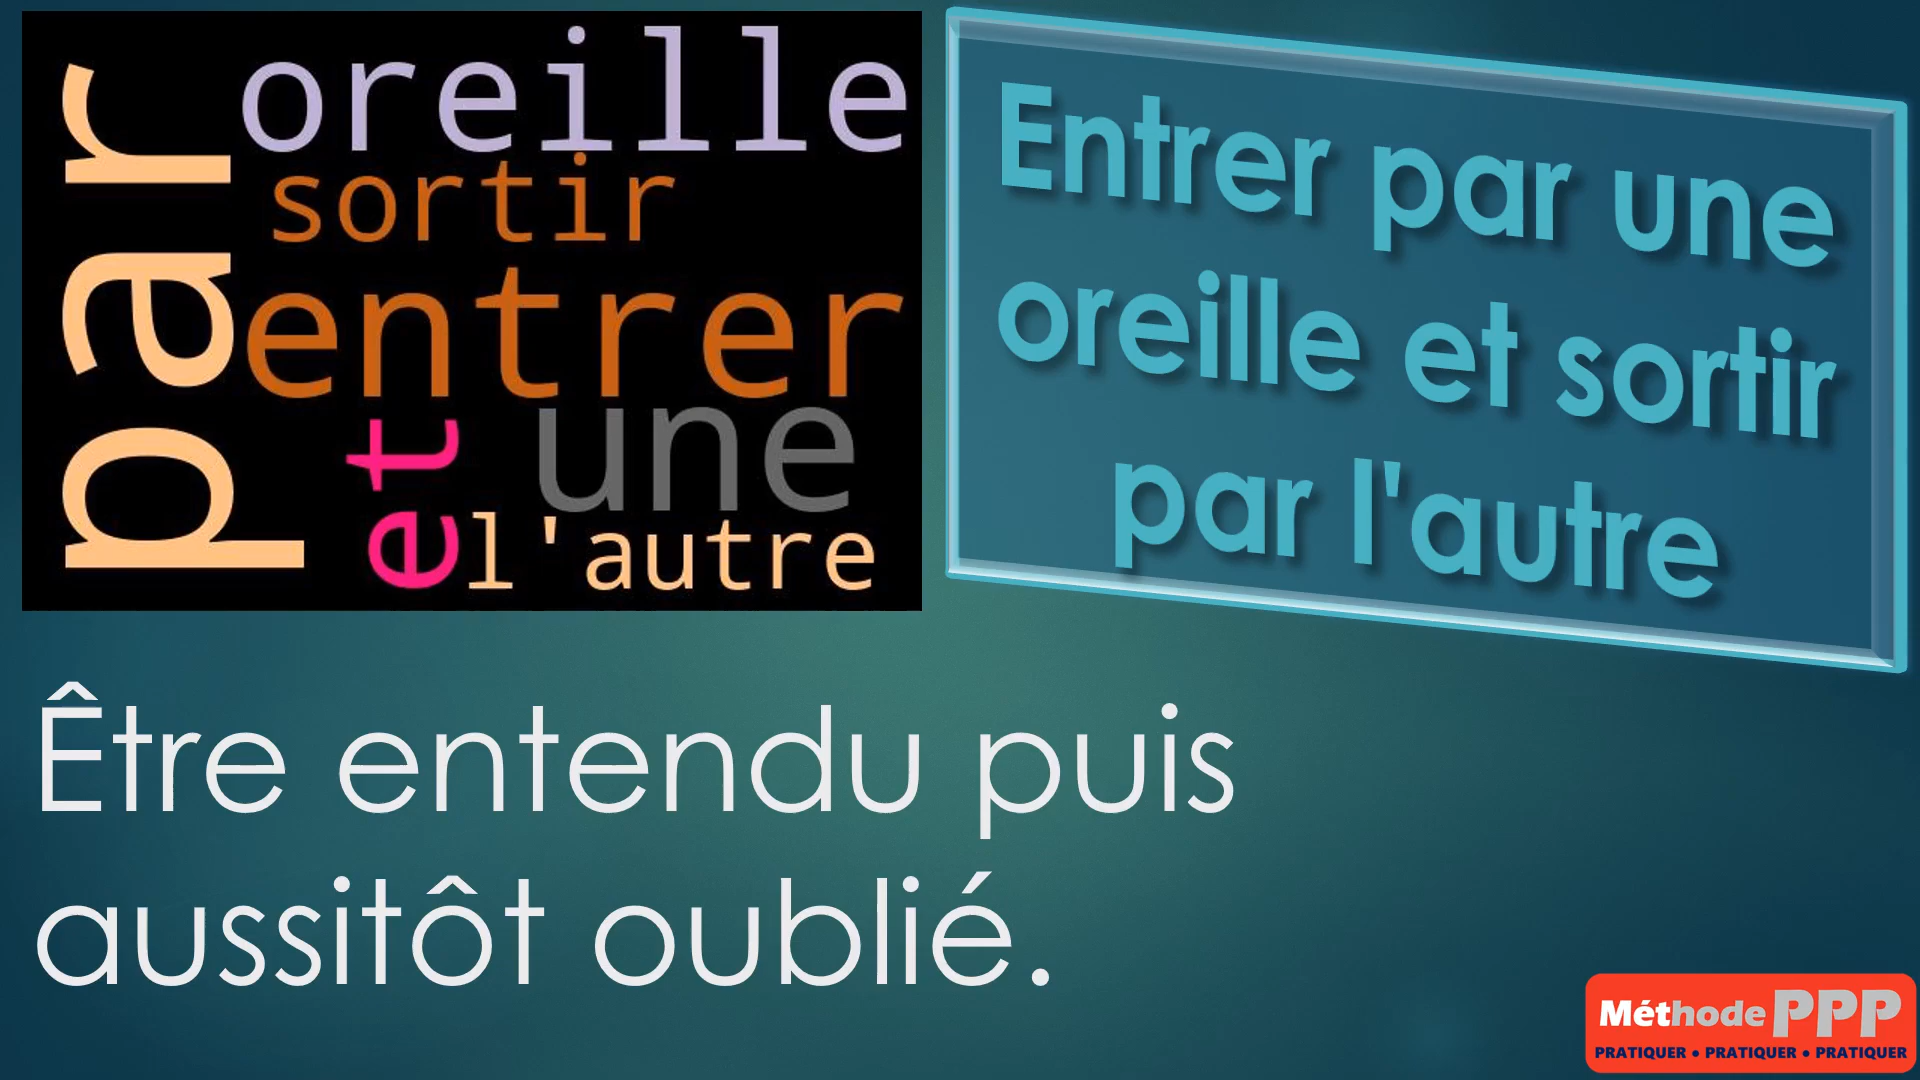 par
oreille
sortir
entrer
et
une
l'autre
Entrer par une
oreille et sortir
par l'autre
Être entendu puis
aussitôt oublié.
Méthode PPP
PRATIQUER • PRATIQUER • PRATIQUER